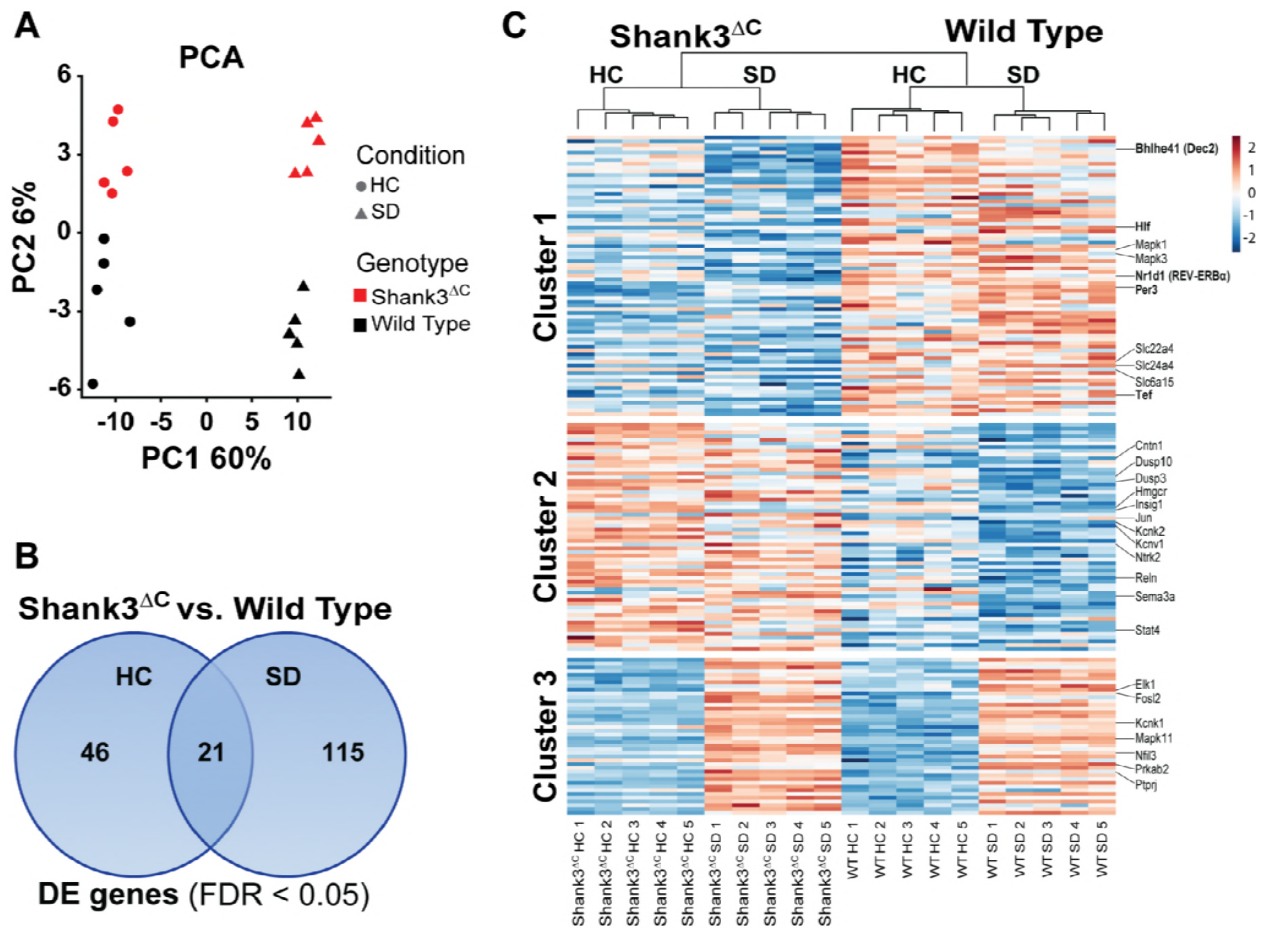 A
PCA
6
3
0
-3
-6
PC2 6%
-10 -5 0 5 10
PC1 60%
Condition
HC
SD
Genotype
Shank3ΔC
Wild Type
B
Shank3ΔC vs. Wild Type
HC SD
46 21 115
DE genes (FDR < 0.05)
C
Shank3ΔC Wild Type
HC SD HC SD
Cluster 1
Cluster 2
Cluster 3
Bhlhe41 (Dec2)
Hlf
Mapk1
Mapk3
Nr1d1 (REV-ERBα)
Per3
Slc22a4
Slc24a4
Slc6a15
Tef
Cntn1
Dusp10
Dusp3
Hmgcr
Insig1
Jun
Kcnk2
Kcnv1
Ntrk2
Reln
Sema3a
Stat4
Elk1
Fosl2
Kcnk1
Mapk11
Nfil3
Prkab2
Ptprj
2
1
0
-1
-2
Shank3ΔC HC 1
Shank3ΔC HC 2
Shank3ΔC HC 3
Shank3ΔC HC 4
Shank3ΔC HC 5
Shank3ΔC SD 1
Shank3ΔC SD 2
Shank3ΔC SD 3
Shank3ΔC SD 4
Shank3ΔC SD 5
WT HC 1
WT HC 2
WT HC 3
WT HC 4
WT HC 5
WT SD 1
WT SD 2
WT SD 3
WT SD 4
WT SD 5